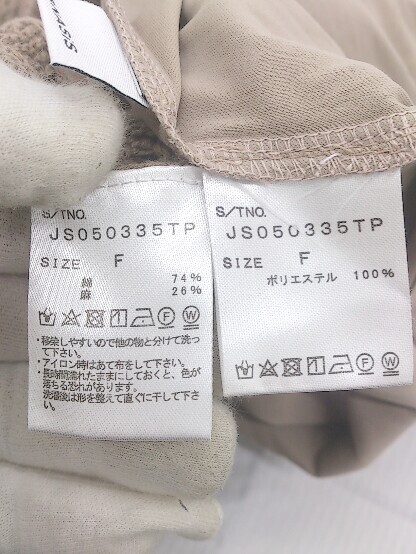 S/TNO.
JS050335TP
SIZE F
綿 74%
麻 26%
・移染しやすいので他の物と分けて洗っ
て下さい。
・アイロン時はあて布をして下さい。
・長時間濡れたままにしておくと、色が
落ちる恐れがあります。
洗濯後は形を整えて直ぐに干して下さ
い。
S/TNO.
JS050335TP
SIZE F
ポリエステル 100%